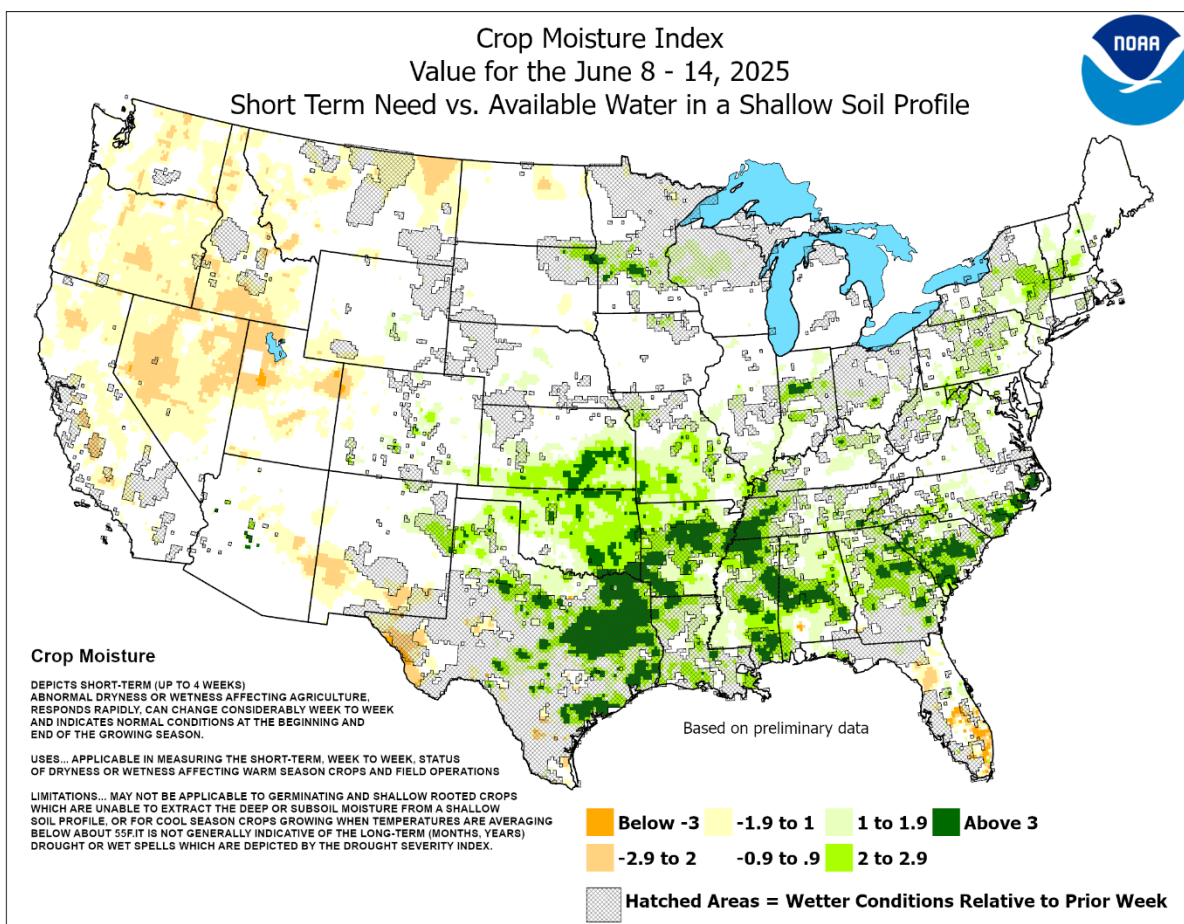 Crop Moisture Index
Value for the June 8 - 14, 2025
Short Term Need vs. Available Water in a Shallow Soil Profile
NOAA
Crop Moisture
DEPICTS SHORT-TERM (UP TO 4 WEEKS)
ABNORMAL DRYNESS OR WETNESS AFFECTING AGRICULTURE,
RESPONDS RAPIDLY, CAN CHANGE CONSIDERABLY WEEK TO WEEK
AND INDICATES NORMAL CONDITIONS AT THE BEGINNING AND
END OF THE GROWING SEASON.
USES... APPLICABLE IN MEASURING THE SHORT-TERM, WEEK TO WEEK, STATUS
OF DRYNESS OR WETNESS AFFECTING WARM SEASON CROPS AND FIELD OPERATIONS
LIMITATIONS... MAY NOT BE APPLICABLE TO GERMINATING AND SHALLOW ROOTED CROPS
WHICH ARE UNABLE TO EXTRACT THE DEEP OR SUBSOIL MOISTURE FROM A SHALLOW
SOIL PROFILE, OR FOR COOL SEASON CROPS GROWING WHEN TEMPERATURES ARE AVERAGING
BELOW ABOUT 55F.IT IS NOT GENERALLY INDICATIVE OF THE LONG-TERM (MONTHS, YEARS)
DROUGHT OR WET SPELLS WHICH ARE DEPICTED BY THE DROUGHT SEVERITY INDEX.
Based on preliminary data
Below -3 -1.9 to 1 1 to 1.9 Above 3
-2.9 to 2 -0.9 to .9 2 to 2.9
Hatched Areas = Wetter Conditions Relative to Prior Week